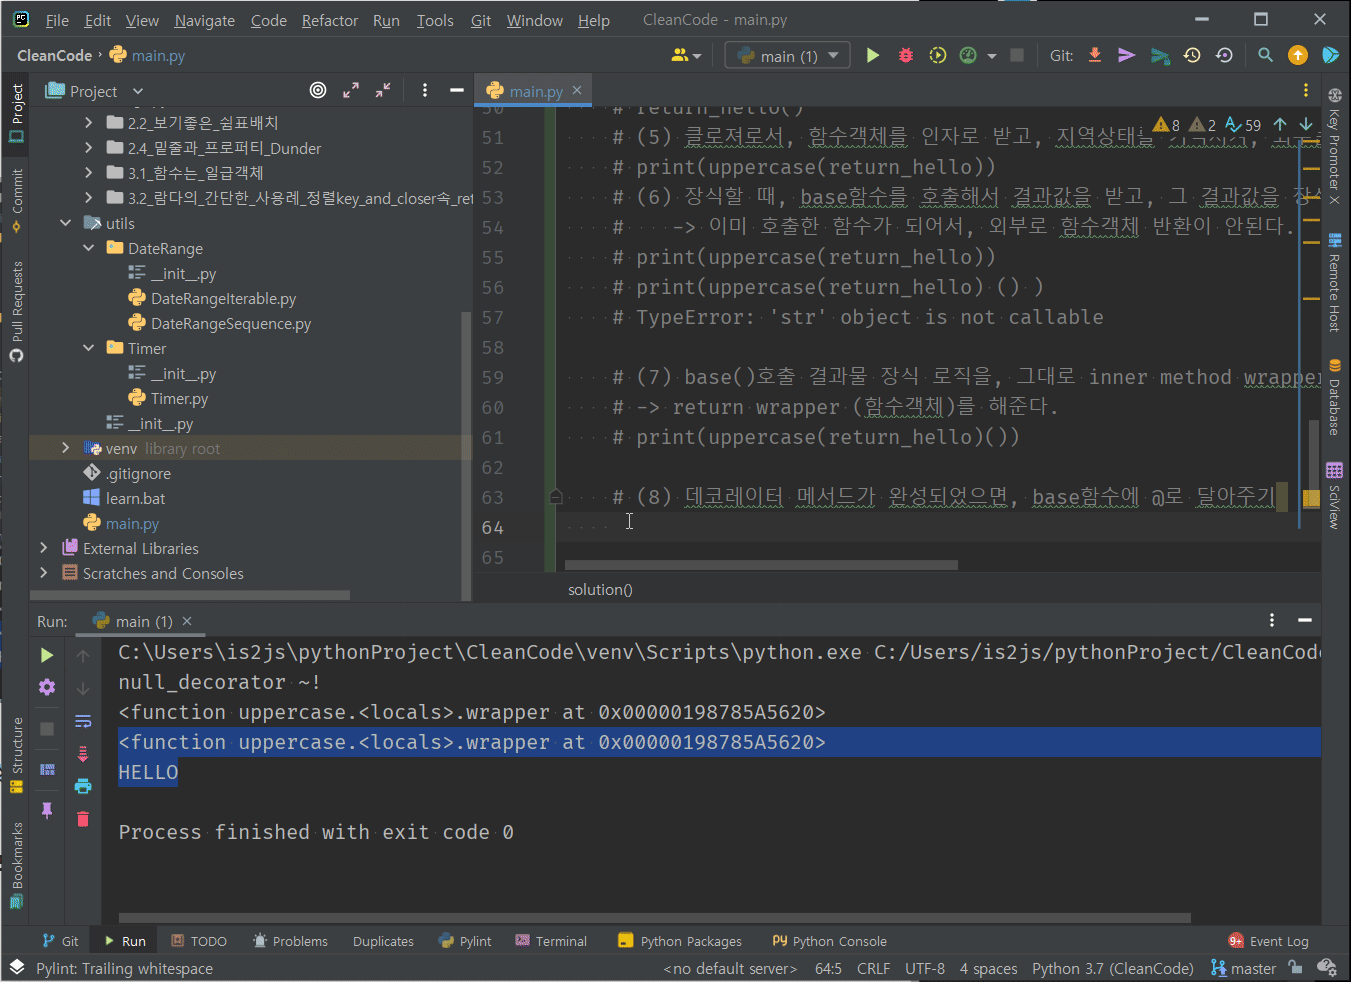 File Edit View Navigate Code Refactor Run Tools Git Window Help CleanCode - main.py
CleanCode main.py main (1) Git:
Project main.py
2.2_보기좋은_쉼표배치
2.4_밑줄과_프로퍼티_Dunder
3.1_함수는_일급객체
3.2_람다의_간단한_사용례_정렬key_and_closer속_ret
utils
DateRange
__init__.py
DateRangeIterable.py
DateRangeSequence.py
Timer
__init__.py
Timer.py
__init__.py
venv library root
.gitignore
learn.bat
main.py
External Libraries
Scratches and Consoles
8 2 59
50 # return_hello()
51 # (5) 클로져로서, 함수객체를 인자로 받고, 지역상태를
52 # print(uppercase(return_hello))
53 # (6) 장식할 때, base함수를 호출해서 결과값을 받고, 그 결과값을 장식
54 # -> 이미 호출한 함수가 되어서, 외부로 함수객체 반환이 안된다.
55 # print(uppercase(return_hello))
56 # print(uppercase(return_hello) () )
57 # TypeError: 'str' object is not callable
58
59 # (7) base()호출 결과물 장식 로직을, 그대로 inner method wrapper
60 # -> return wrapper (함수객체)를 해준다.
61 # print(uppercase(return_hello)())
62
63 # (8) 데코레이터 메서드가 완성되었으면, base함수에 @로 달아주기
64
65
solution()
Run: main (1)
C:\Users\is2js\pythonProject\CleanCode\venv\Scripts\python.exe C:/Users/is2js/pythonProject/CleanCode
null_decorator ~!
<function uppercase.<locals>.wrapper at 0x00000198785A5620>
<function uppercase.<locals>.wrapper at 0x00000198785A5620>
HELLO
Process finished with exit code 0
Project
Commit
Pull Requests
Structure
Bookmarks
Key Promoter X
Remote Host
Database
SciView
Git Run TODO Problems Duplicates Pylint Terminal Python Packages Python Console 9+ Event Log
Pylint: Trailing whitespace <no default server> 64:5 CRLF UTF-8 4 spaces Python 3.7 (CleanCode) master